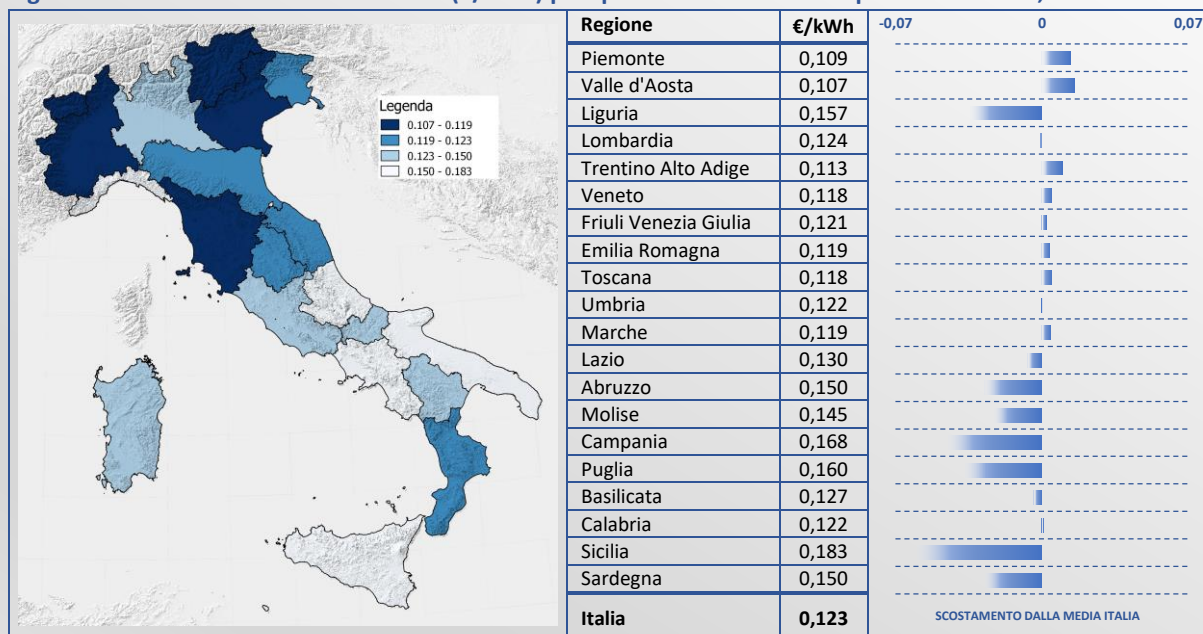 Legenda
0.107 - 0.119
0.119 - 0.123
0.123 - 0.150
0.150 - 0.183
Regione €/kWh
Piemonte 0,109
Valle d'Aosta 0,107
Liguria 0,157
Lombardia 0,124
Trentino Alto Adige 0,113
Veneto 0,118
Friuli Venezia Giulia 0,121
Emilia Romagna 0,119
Toscana 0,118
Umbria 0,122
Marche 0,119
Lazio 0,130
Abruzzo 0,150
Molise 0,145
Campania 0,168
Puglia 0,160
Basilicata 0,127
Calabria 0,122
Sicilia 0,183
Sardegna 0,150
Italia 0,123
-0,07 0 0,07
SCOSTAMENTO DALLA MEDIA ITALIA